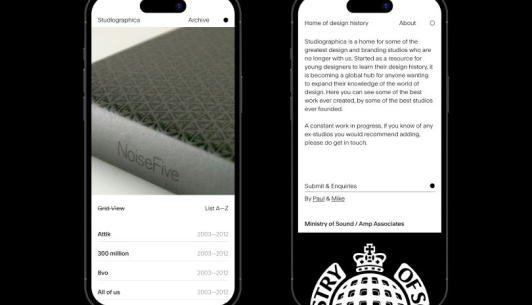 Studiographica Archive
NoiseFive
Grid View List A—Z
Attik 2003—2012
300 million 2003—2012
8vo 2003—2012
All of us 2003—2012
Home of design history About
Studiographica is a home for some of the
greatest design and branding studios who are
no longer with us. Started as a resource for
young designers to learn their design history, it
is becoming a global hub for anyone wanting
to expand their knowledge of the world of
design. Here you can see some of the best
work ever created, by some of the best studios
ever founded.
A constant work in progress, if you know of any
ex-studios you would recommend adding,
please do get in touch.
Submit & Enquiries
By Paul & Mike
Ministry of Sound / Amp Associates
STRY OF S